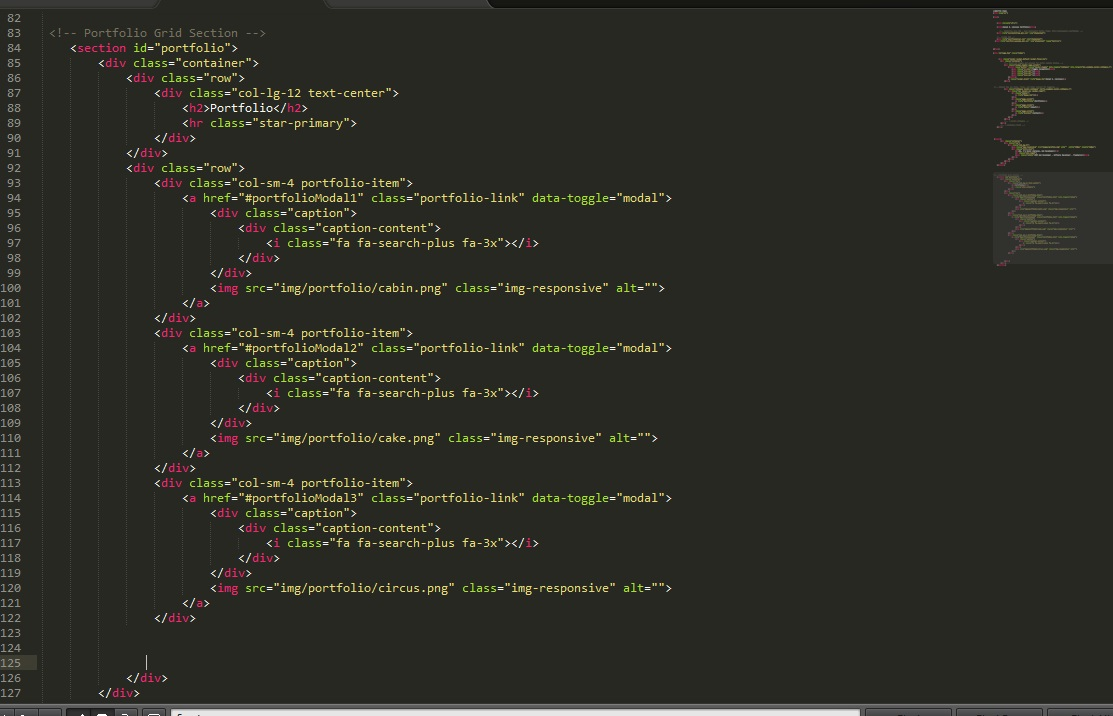 82
83 <!-- Portfolio Grid Section -->
84 <section id="portfolio">
85 <div class="container">
86 <div class="row">
87 <div class="col-lg-12 text-center">
88 <h2>Portfolio</h2>
89 <hr class="star-primary">
90 </div>
91 </div>
92 <div class="row">
93 <div class="col-sm-4 portfolio-item">
94 <a href="#portfolioModal1" class="portfolio-link" data-toggle="modal">
95 <div class="caption">
96 <div class="caption-content">
97 <i class="fa fa-search-plus fa-3x"></i>
98 </div>
99 </div>
100 <img src="img/portfolio/cabin.png" class="img-responsive" alt="">
101 </a>
102 </div>
103 <div class="col-sm-4 portfolio-item">
104 <a href="#portfolioModal2" class="portfolio-link" data-toggle="modal">
105 <div class="caption">
106 <div class="caption-content">
107 <i class="fa fa-search-plus fa-3x"></i>
108 </div>
109 </div>
110 <img src="img/portfolio/cake.png" class="img-responsive" alt="">
111 </a>
112 </div>
113 <div class="col-sm-4 portfolio-item">
114 <a href="#portfolioModal3" class="portfolio-link" data-toggle="modal">
115 <div class="caption">
116 <div class="caption-content">
117 <i class="fa fa-search-plus fa-3x"></i>
118 </div>
119 </div>
120 <img src="img/portfolio/circus.png" class="img-responsive" alt="">
121 </a>
122 </div>
123
124
125
126 </div>
127 </div>